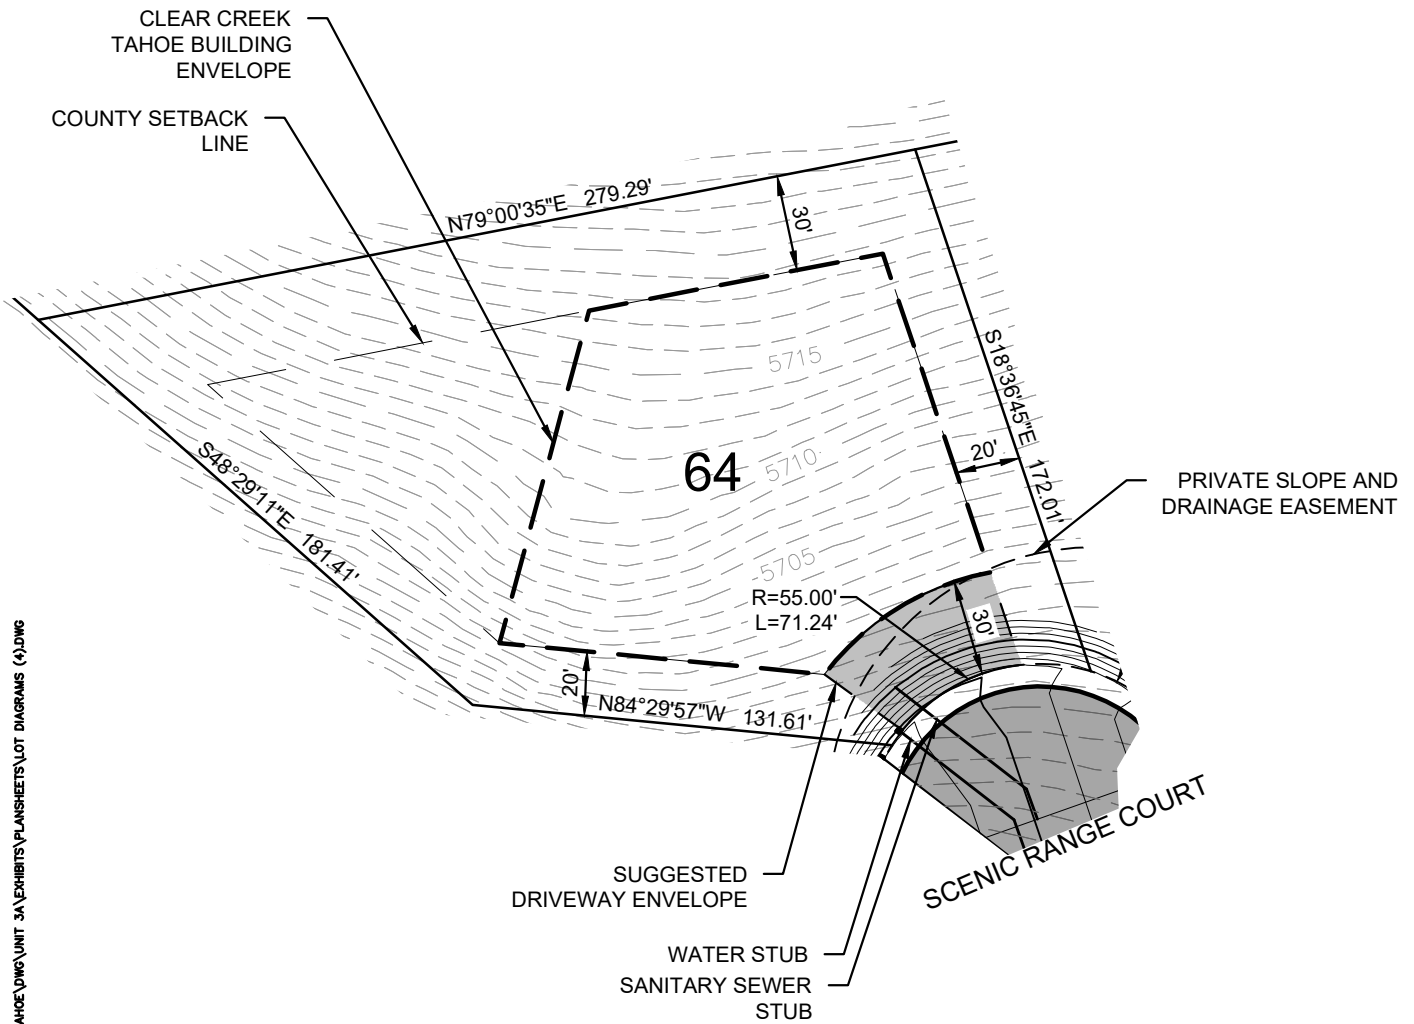 CLEAR CREEK
TAHOE BUILDING
ENVELOPE
COUNTY SETBACK
LINE
N79°00'35"E 279.29'
30'
S18°36'45"E 172.01'
5715
64
5710
20'
PRIVATE SLOPE AND
DRAINAGE EASEMENT
S48°29'11"E 181.41'
5705
R=55.00'
L=71.24'
30'
20'
N84°29'57"W 131.61'
SCENIC RANGE COURT
SUGGESTED
DRIVEWAY ENVELOPE
WATER STUB
SANITARY SEWER
STUB
AHOE\DWG\UNIT 3A\EXHIBITS\PLANSHEETS\LOT DIAGRAMS (4).DWG